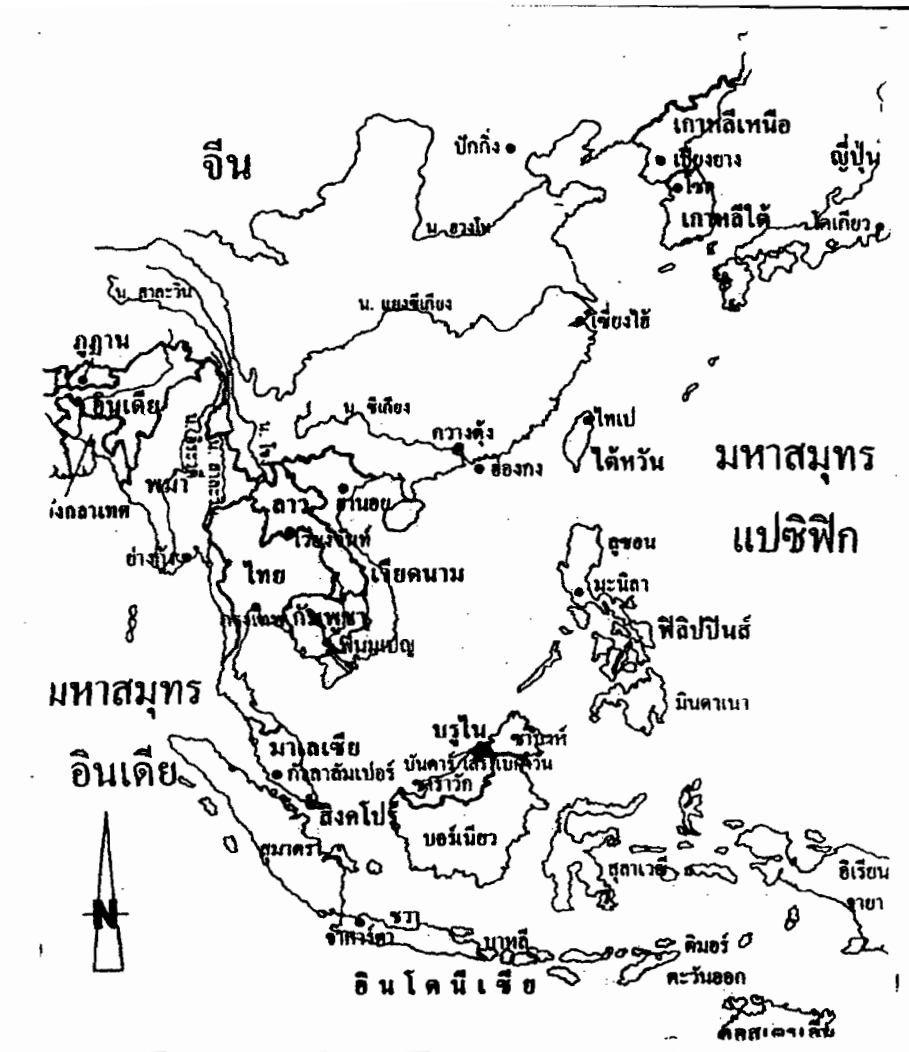 เกาหลีเหนือ
จีน
ปักกิ่ง
เปียงยาง
ญี่ปุ่น
โซล
เกาหลีใต้
น. ฮวงโห
โตเกียว
น. สาละวิน
น. แยงซีเกียง
เซี่ยงไฮ้
ภูฏาน
อินเดีย
น. ซีเกียง
ไทเป
กวางตุ้ง
ฮ่องกง
ไต้หวัน
มหาสมุทร
แปซิฟิก
พม่า
ลาว
ฮานอย
เวียงจันท์
ลูซอน
ย่างกุ้ง
ไทย
เวียดนาม
มะนิลา
กรุงเทพ
กัมพูชา
ฟิลิปปินส์
พนมเปญ
มหาสมุทร
อินเดีย
มินดาเนา
บรูไน
ซาบาห์
มาเลเซีย
บันดาร์ เสรีเบกาวัน
กัวลาลัมเปอร์
ซาราวัก
สิงคโปร์
บอร์เนียว
สุมาตรา
สุลาเวสี
อิเรียน
จายา
N
ชวา
จาการ์ตา
บาหลี
ติมอร์
ตะวันออก
อินโดนีเซีย